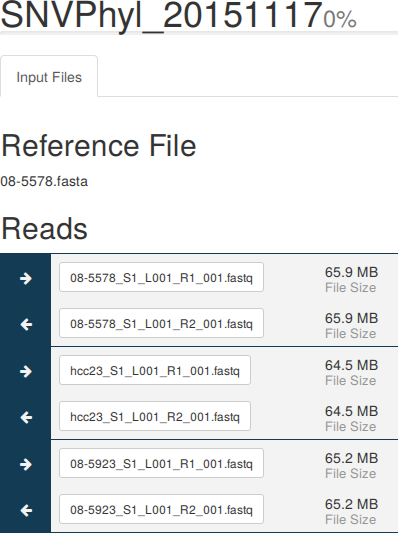 SNVPhyl_20151117 0%
Input Files
Reference File
08-5578.fasta
Reads
08-5578_S1_L001_R1_001.fastq 65.9 MB
File Size
08-5578_S1_L001_R2_001.fastq 65.9 MB
File Size
hcc23_S1_L001_R1_001.fastq 64.5 MB
File Size
hcc23_S1_L001_R2_001.fastq 64.5 MB
File Size
08-5923_S1_L001_R1_001.fastq 65.2 MB
File Size
08-5923_S1_L001_R2_001.fastq 65.2 MB
File Size